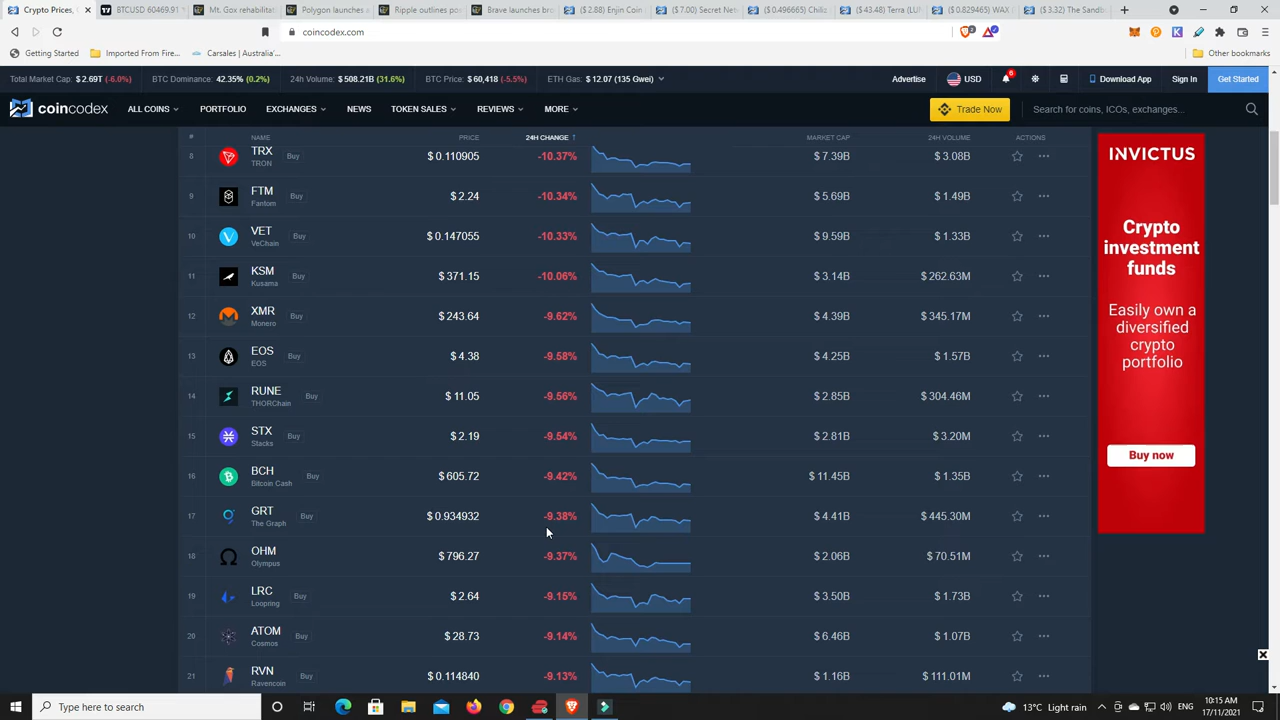 Crypto Prices, BTCUSD 60469.91 Mt. Gox rehabilitat Polygon launches a Ripple outlines po Brave launches bro ($2.88) Enjin Coin ($7.00) Secret Net ($0.496665) Chiliz ($43.48) Terra (LUN ($0.829465) WAX ( ($3.32) The Sandb
coincodex.com
Getting Started Imported From Fire... Carsales | Australia'... Other bookmarks
Total Market Cap: $2.69T (-6.0%) BTC Dominance: 42.35% (0.2%) 24h Volume: $508.21B (31.6%) BTC Price: $60,418 (-5.5%) ETH Gas: $12.07 (135 Gwei) Advertise USD 6 Download App Sign In Get Started
coincodex ALL COINS PORTFOLIO EXCHANGES NEWS TOKEN SALES REVIEWS MORE Trade Now Search for coins, ICOs, exchanges...
# NAME PRICE 24H CHANGE ↑ MARKET CAP 24H VOLUME ACTIONS
8 TRX Buy $0.110905 -10.37% $7.39B $3.08B
TRON
9 FTM Buy $2.24 -10.34% $5.69B $1.49B
Fantom
10 VET Buy $0.147055 -10.33% $9.59B $1.33B
VeChain
11 KSM Buy $371.15 -10.06% $3.14B $262.63M
Kusama
12 XMR Buy $243.64 -9.62% $4.39B $345.17M
Monero
13 EOS Buy $4.38 -9.58% $4.25B $1.57B
EOS
14 RUNE Buy $11.05 -9.56% $2.85B $304.46M
THORChain
15 STX Buy $2.19 -9.54% $2.81B $3.20M
Stacks
16 BCH Buy $605.72 -9.42% $11.45B $1.35B
Bitcoin Cash
17 GRT Buy $0.934932 -9.38% $4.41B $445.30M
The Graph
18 OHM Buy $796.27 -9.37% $2.06B $70.51M
Olympus
19 LRC Buy $2.64 -9.15% $3.50B $1.73B
Loopring
20 ATOM Buy $28.73 -9.14% $6.46B $1.07B
Cosmos
21 RVN Buy $0.114840 -9.13% $1.16B $111.01M
Ravencoin
INVICTUS
Crypto
investment
funds
Easily own a
diversified
crypto
portfolio
Buy now
Type here to search 13°C Light rain 10:15 AM
17/11/2021